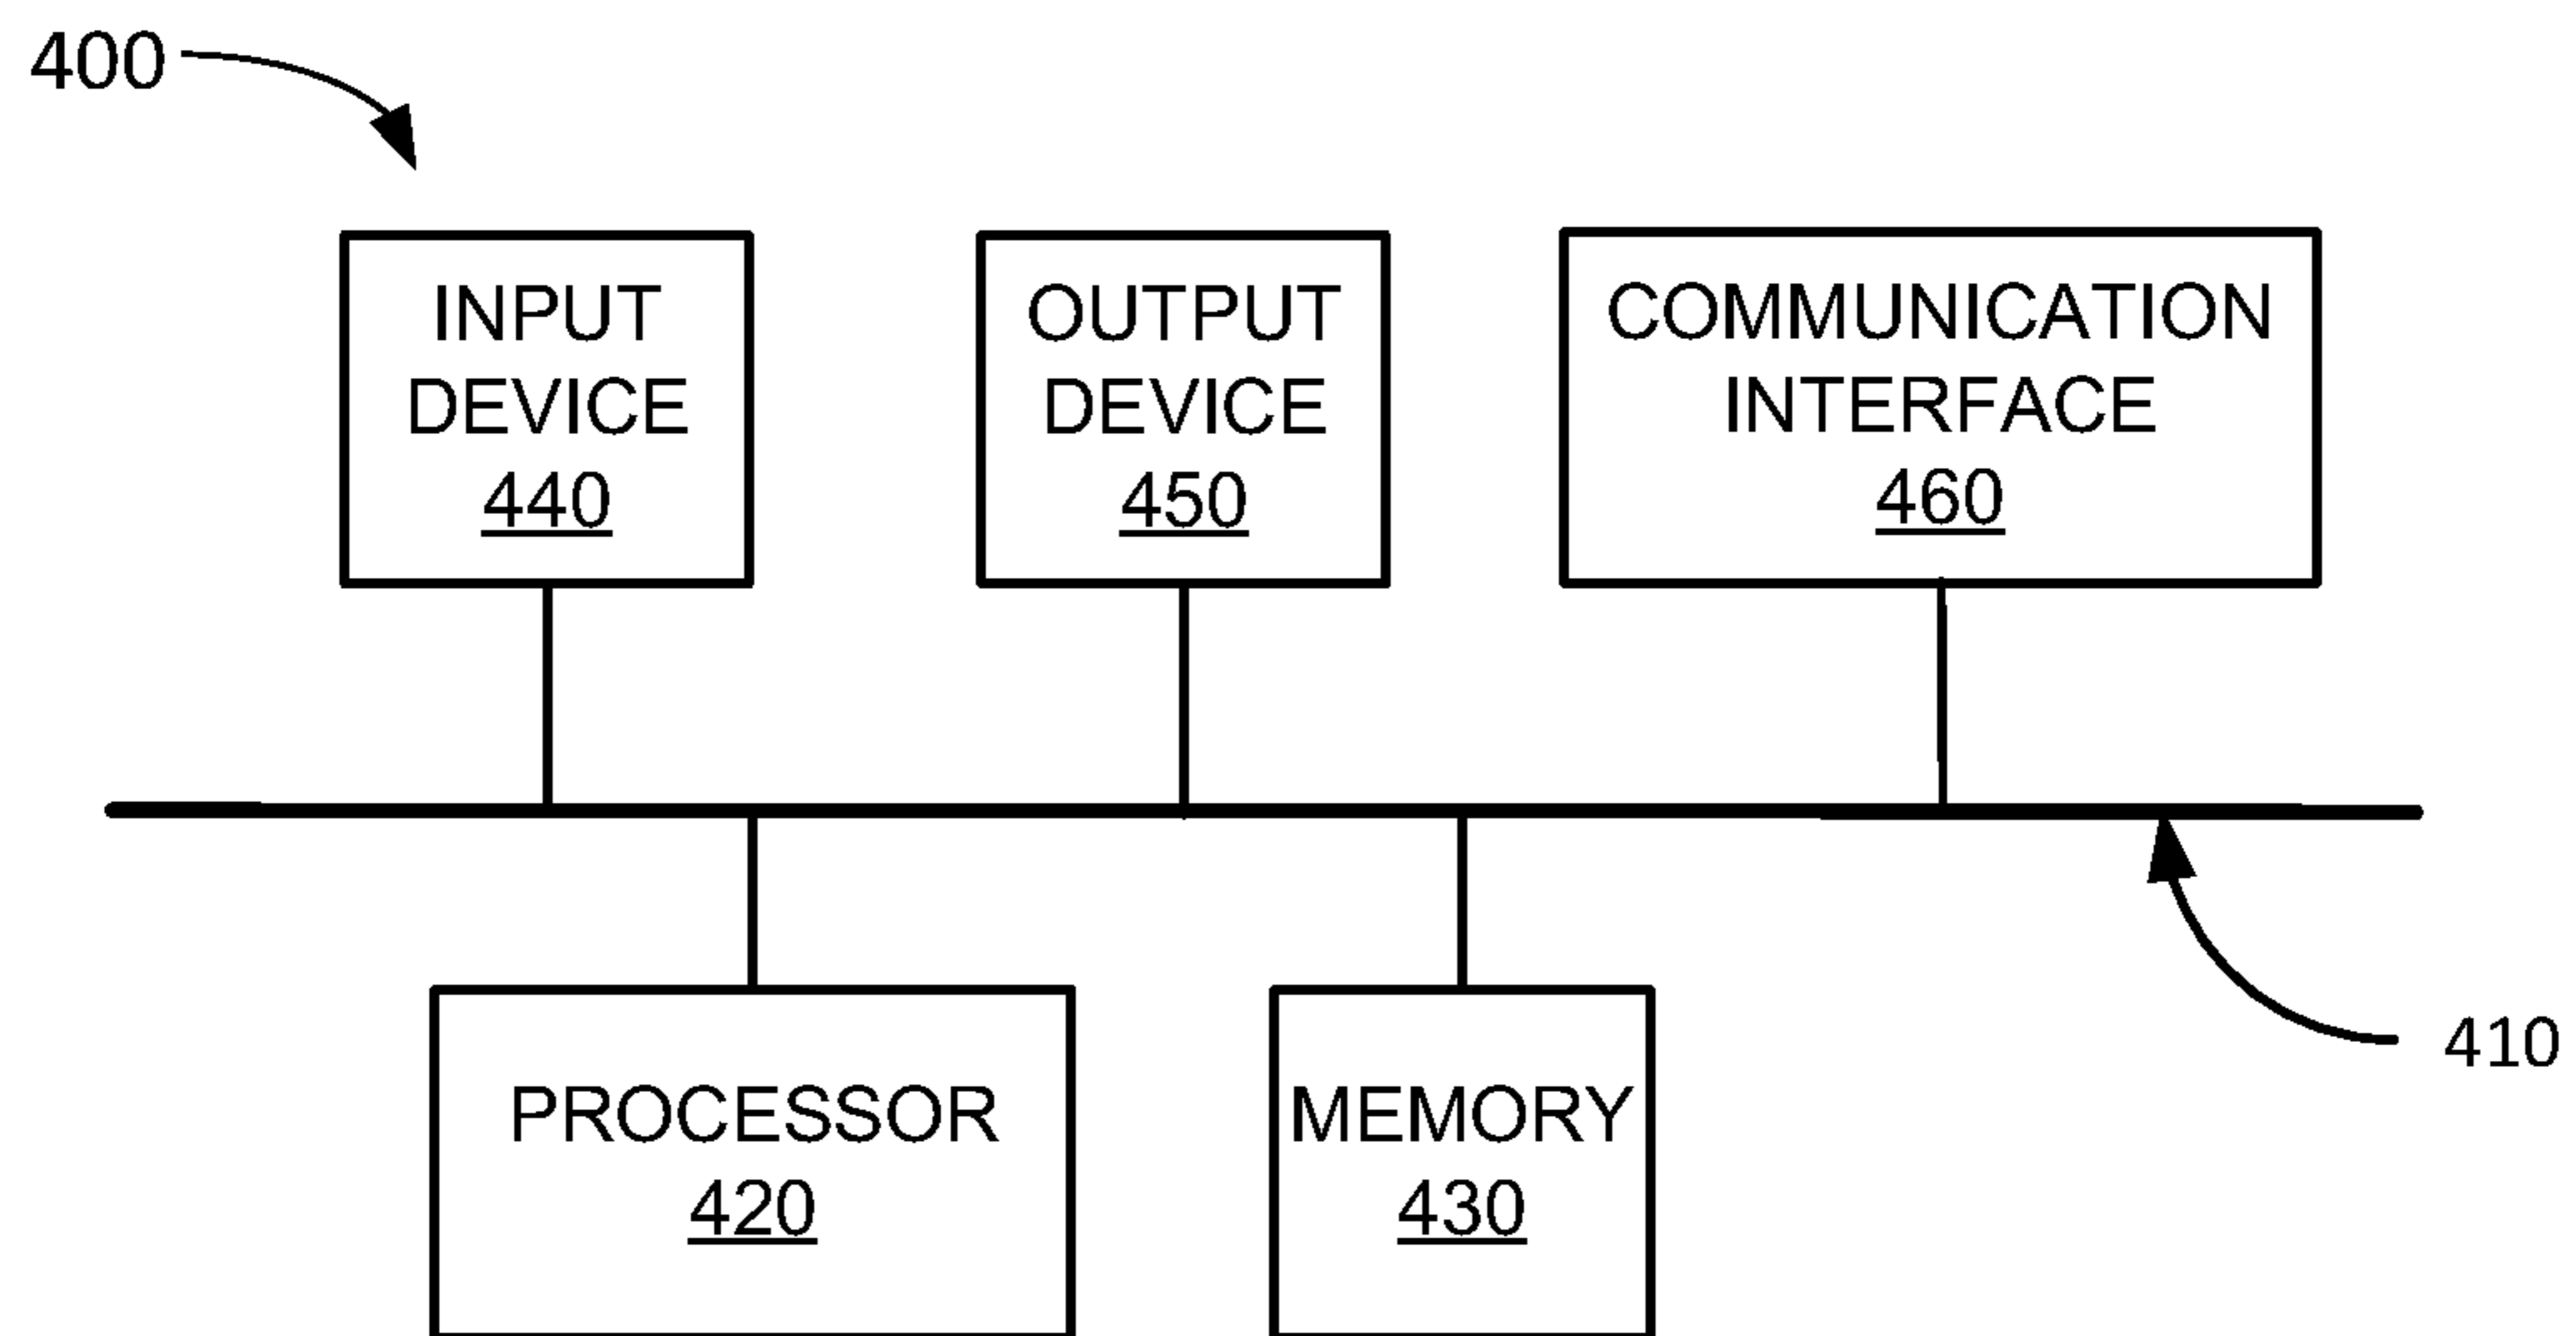 400
INPUT
DEVICE
440
OUTPUT
DEVICE
450
COMMUNICATION
INTERFACE
460
410
PROCESSOR
420
MEMORY
430